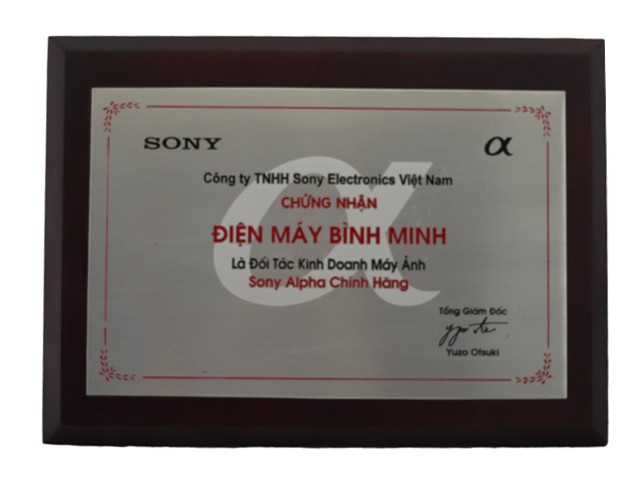 SONY α
Công ty TNHH Sony Electronics Việt Nam
CHỨNG NHẬN
ĐIỆN MÁY BÌNH MINH
Là Đối Tác Kinh Doanh Máy Ảnh
Sony Alpha Chính Hãng
Tổng Giám Đốc
Yuzo Otsuki